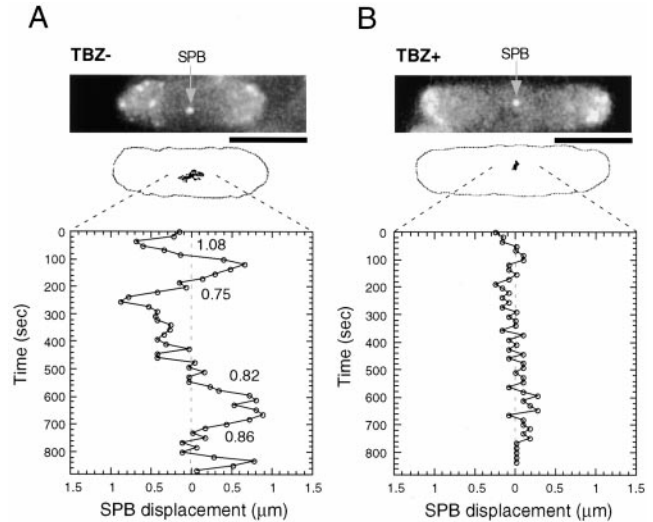 A
TBZ-
SPB
1.08
0.75
0.82
0.86
0
100
200
300
400
500
600
700
800
Time (sec)
1.5 1 0.5 0 0.5 1 1.5
SPB displacement (μm)
B
TBZ+
SPB
0
100
200
300
400
500
600
700
800
Time (sec)
1.5 1 0.5 0 0.5 1 1.5
SPB displacement (μm)